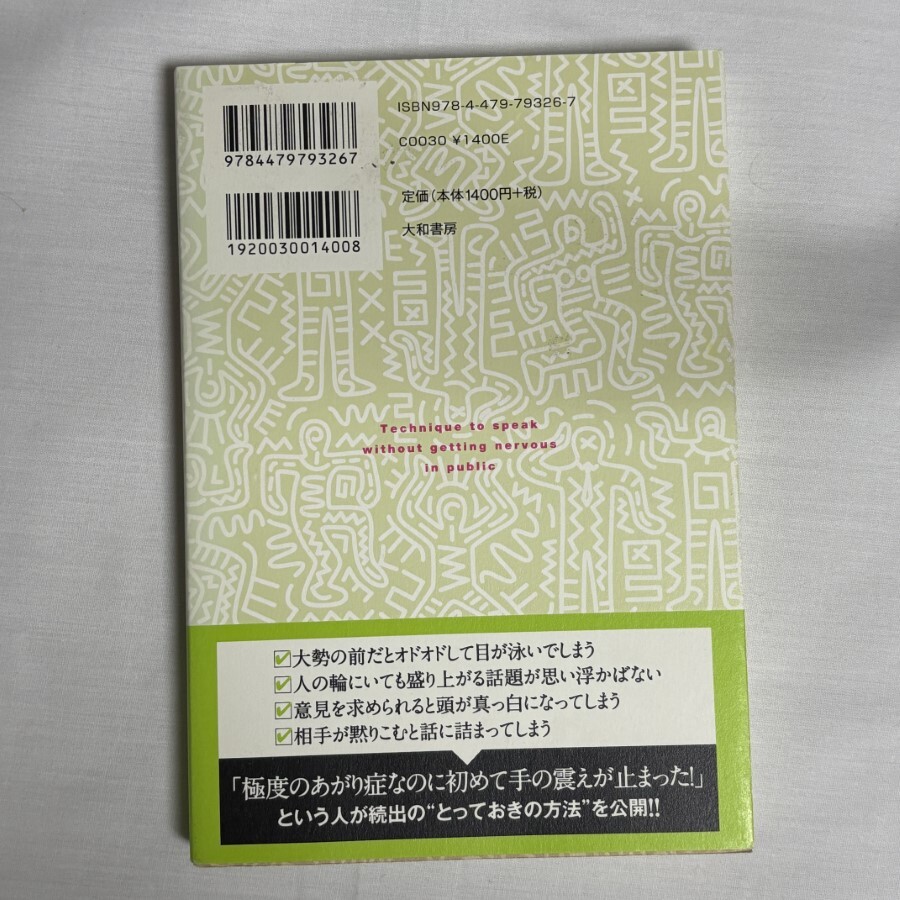 ISBN978-4-479-79326-7
9784479793267
C0030 ¥1400E
定価(本体1400円+税)
1920030014008
大和書房
Technique to speak
without getting nervous
in public
大勢の前だとオドオドして目が泳いでしまう
人の輪にいても盛り上がる話題が思い浮かばない
意見を求められると頭が真っ白になってしまう
相手が黙りこむと話に詰まってしまう
「極度のあがり症なのに初めて手の震えが止まった!」
という人が続出の“とっておきの方法”を公開!!